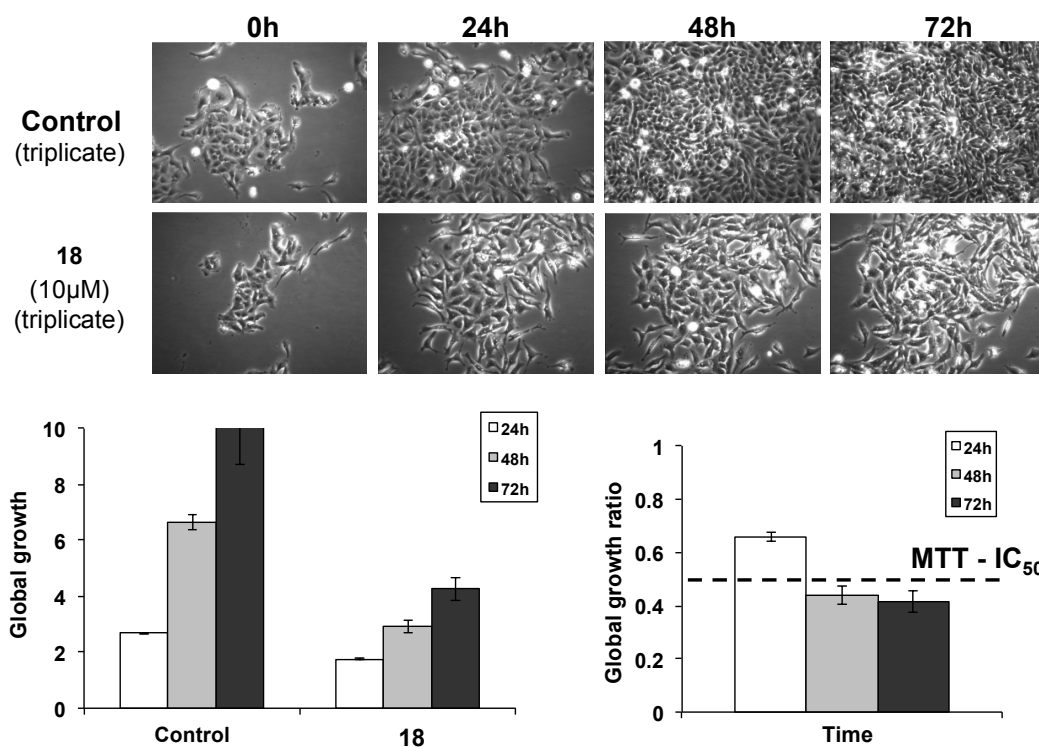 0h 24h 48h 72h
Control
(triplicate)
18
(10µM)
(triplicate)
Global growth
10
8
6
4
2
0
24h
48h
72h
Control 18
Global growth ratio
1
0.8
0.6
0.4
0.2
0
24h
48h
72h
MTT - IC50
Time